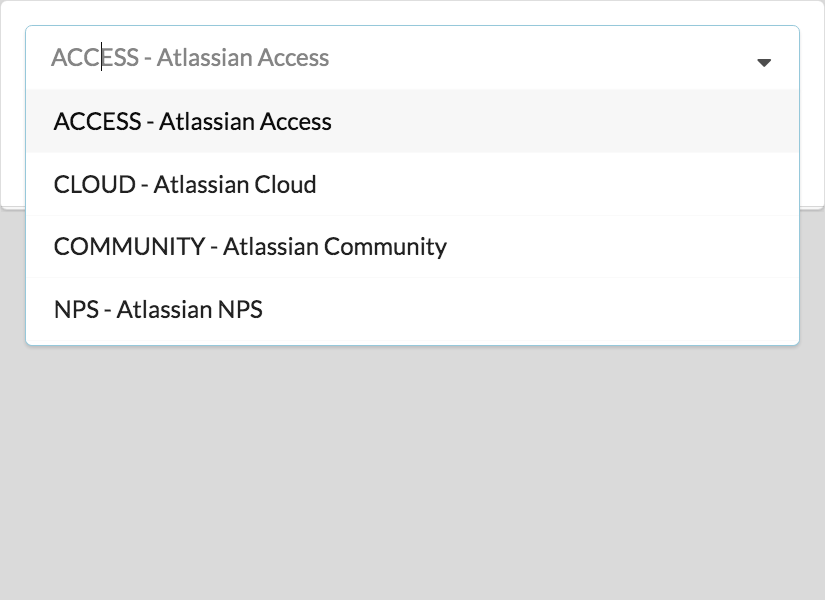 ACCESS - Atlassian Access
ACCESS - Atlassian Access
CLOUD - Atlassian Cloud
COMMUNITY - Atlassian Community
NPS - Atlassian NPS